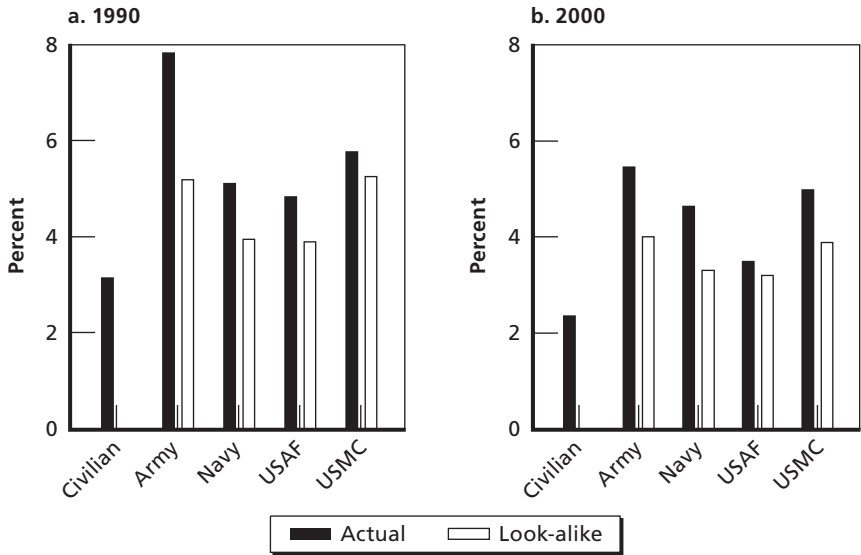 a. 1990
Percent
8
6
4
2
0
Civilian
Army
Navy
USAF
USMC
b. 2000
Percent
8
6
4
2
0
Civilian
Army
Navy
USAF
USMC
Actual
Look-alike